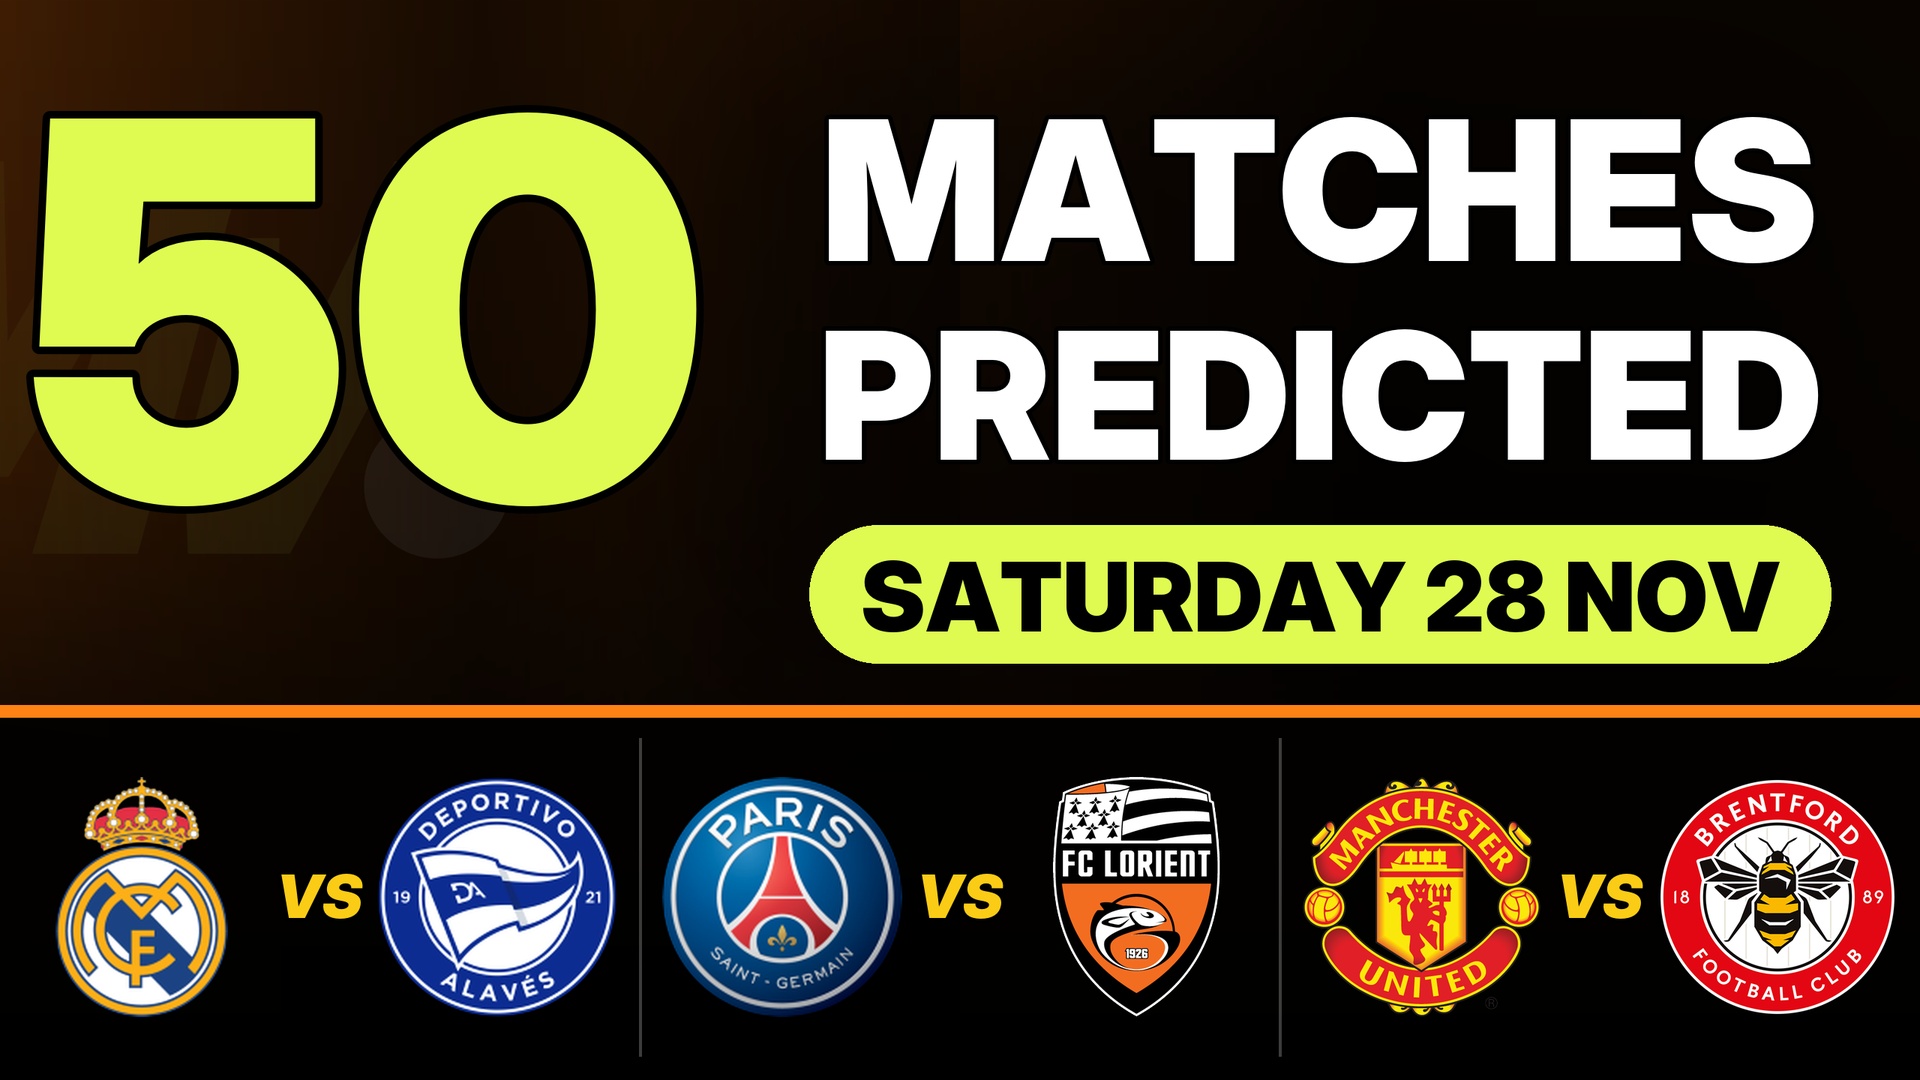 50
MATCHES
PREDICTED
SATURDAY 28 NOV
VS
DEPORTIVO
19 21
DA
ALAVÉS
PARIS
SAINT-GERMAIN
VS
FC LORIENT
1926
MANCHESTER
UNITED
®
VS
BRENTFORD
18 89
FOOTBALL CLUB